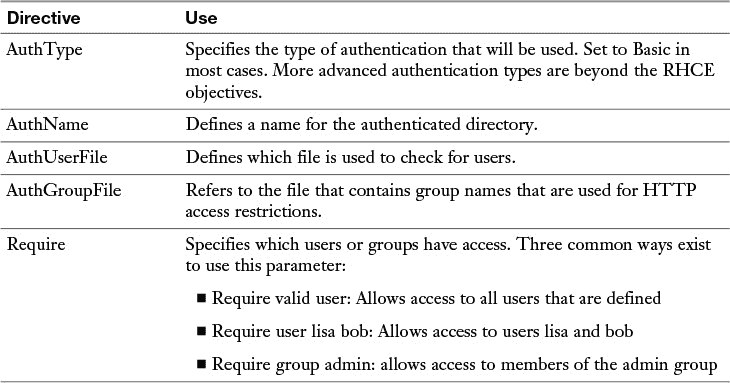 Directive Use
AuthType Specifies the type of authentication that will be used. Set to Basic in
most cases. More advanced authentication types are beyond the RHCE
objectives.
AuthName Defines a name for the authenticated directory.
AuthUserFile Defines which file is used to check for users.
AuthGroupFile Refers to the file that contains group names that are used for HTTP
access restrictions.
Require Specifies which users or groups have access. Three common ways exist
to use this parameter:
■ Require valid user: Allows access to all users that are defined
■ Require user lisa bob: Allows access to users lisa and bob
■ Require group admin: allows access to members of the admin group